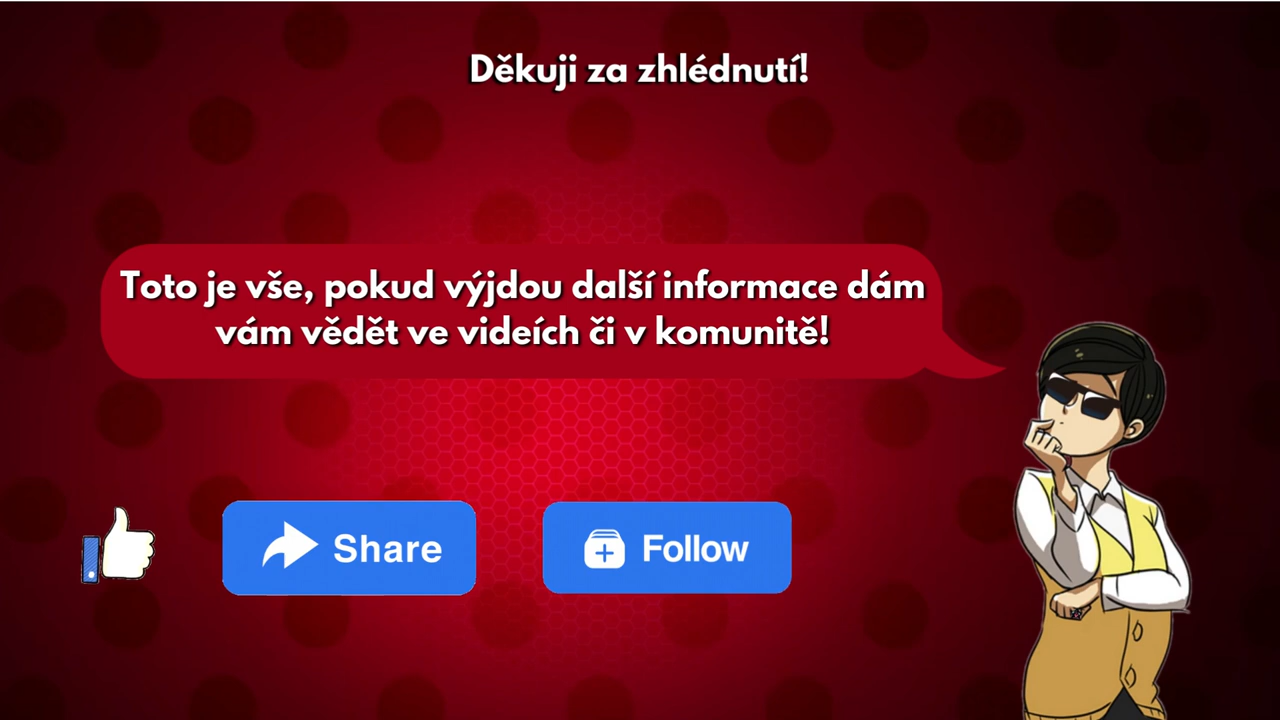 Děkuji za zhlédnutí!
Toto je vše, pokud výjdou další informace dám
vám vědět ve videích či v komunitě!
Share
Follow